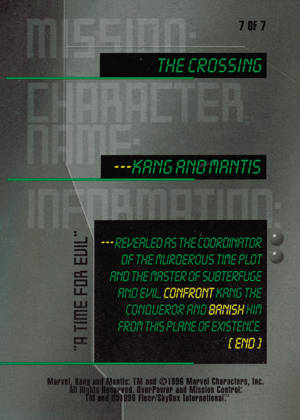 7 OF 7
MISSION:
THE CROSSING
CHARACTER
NAME:
---KANG AND MANTIS
INFORMATION:
"A TIME FOR EVIL"
---REVEALED AS THE COORDINATOR
OF THE MURDEROUS TIME PLOT
AND THE MASTER OF SUBTERFUGE
AND EVIL. CONFRONT KANG THE
CONQUEROR AND BANISH HIM
FROM THIS PLANE OF EXISTENCE.
[ END ]
Marvel, Kang and Mantis: TM and ©1996 Marvel Characters, Inc.
All Rights Reserved. OverPower and Mission Control:
TM and ©1996 Fleer/SkyBox International.